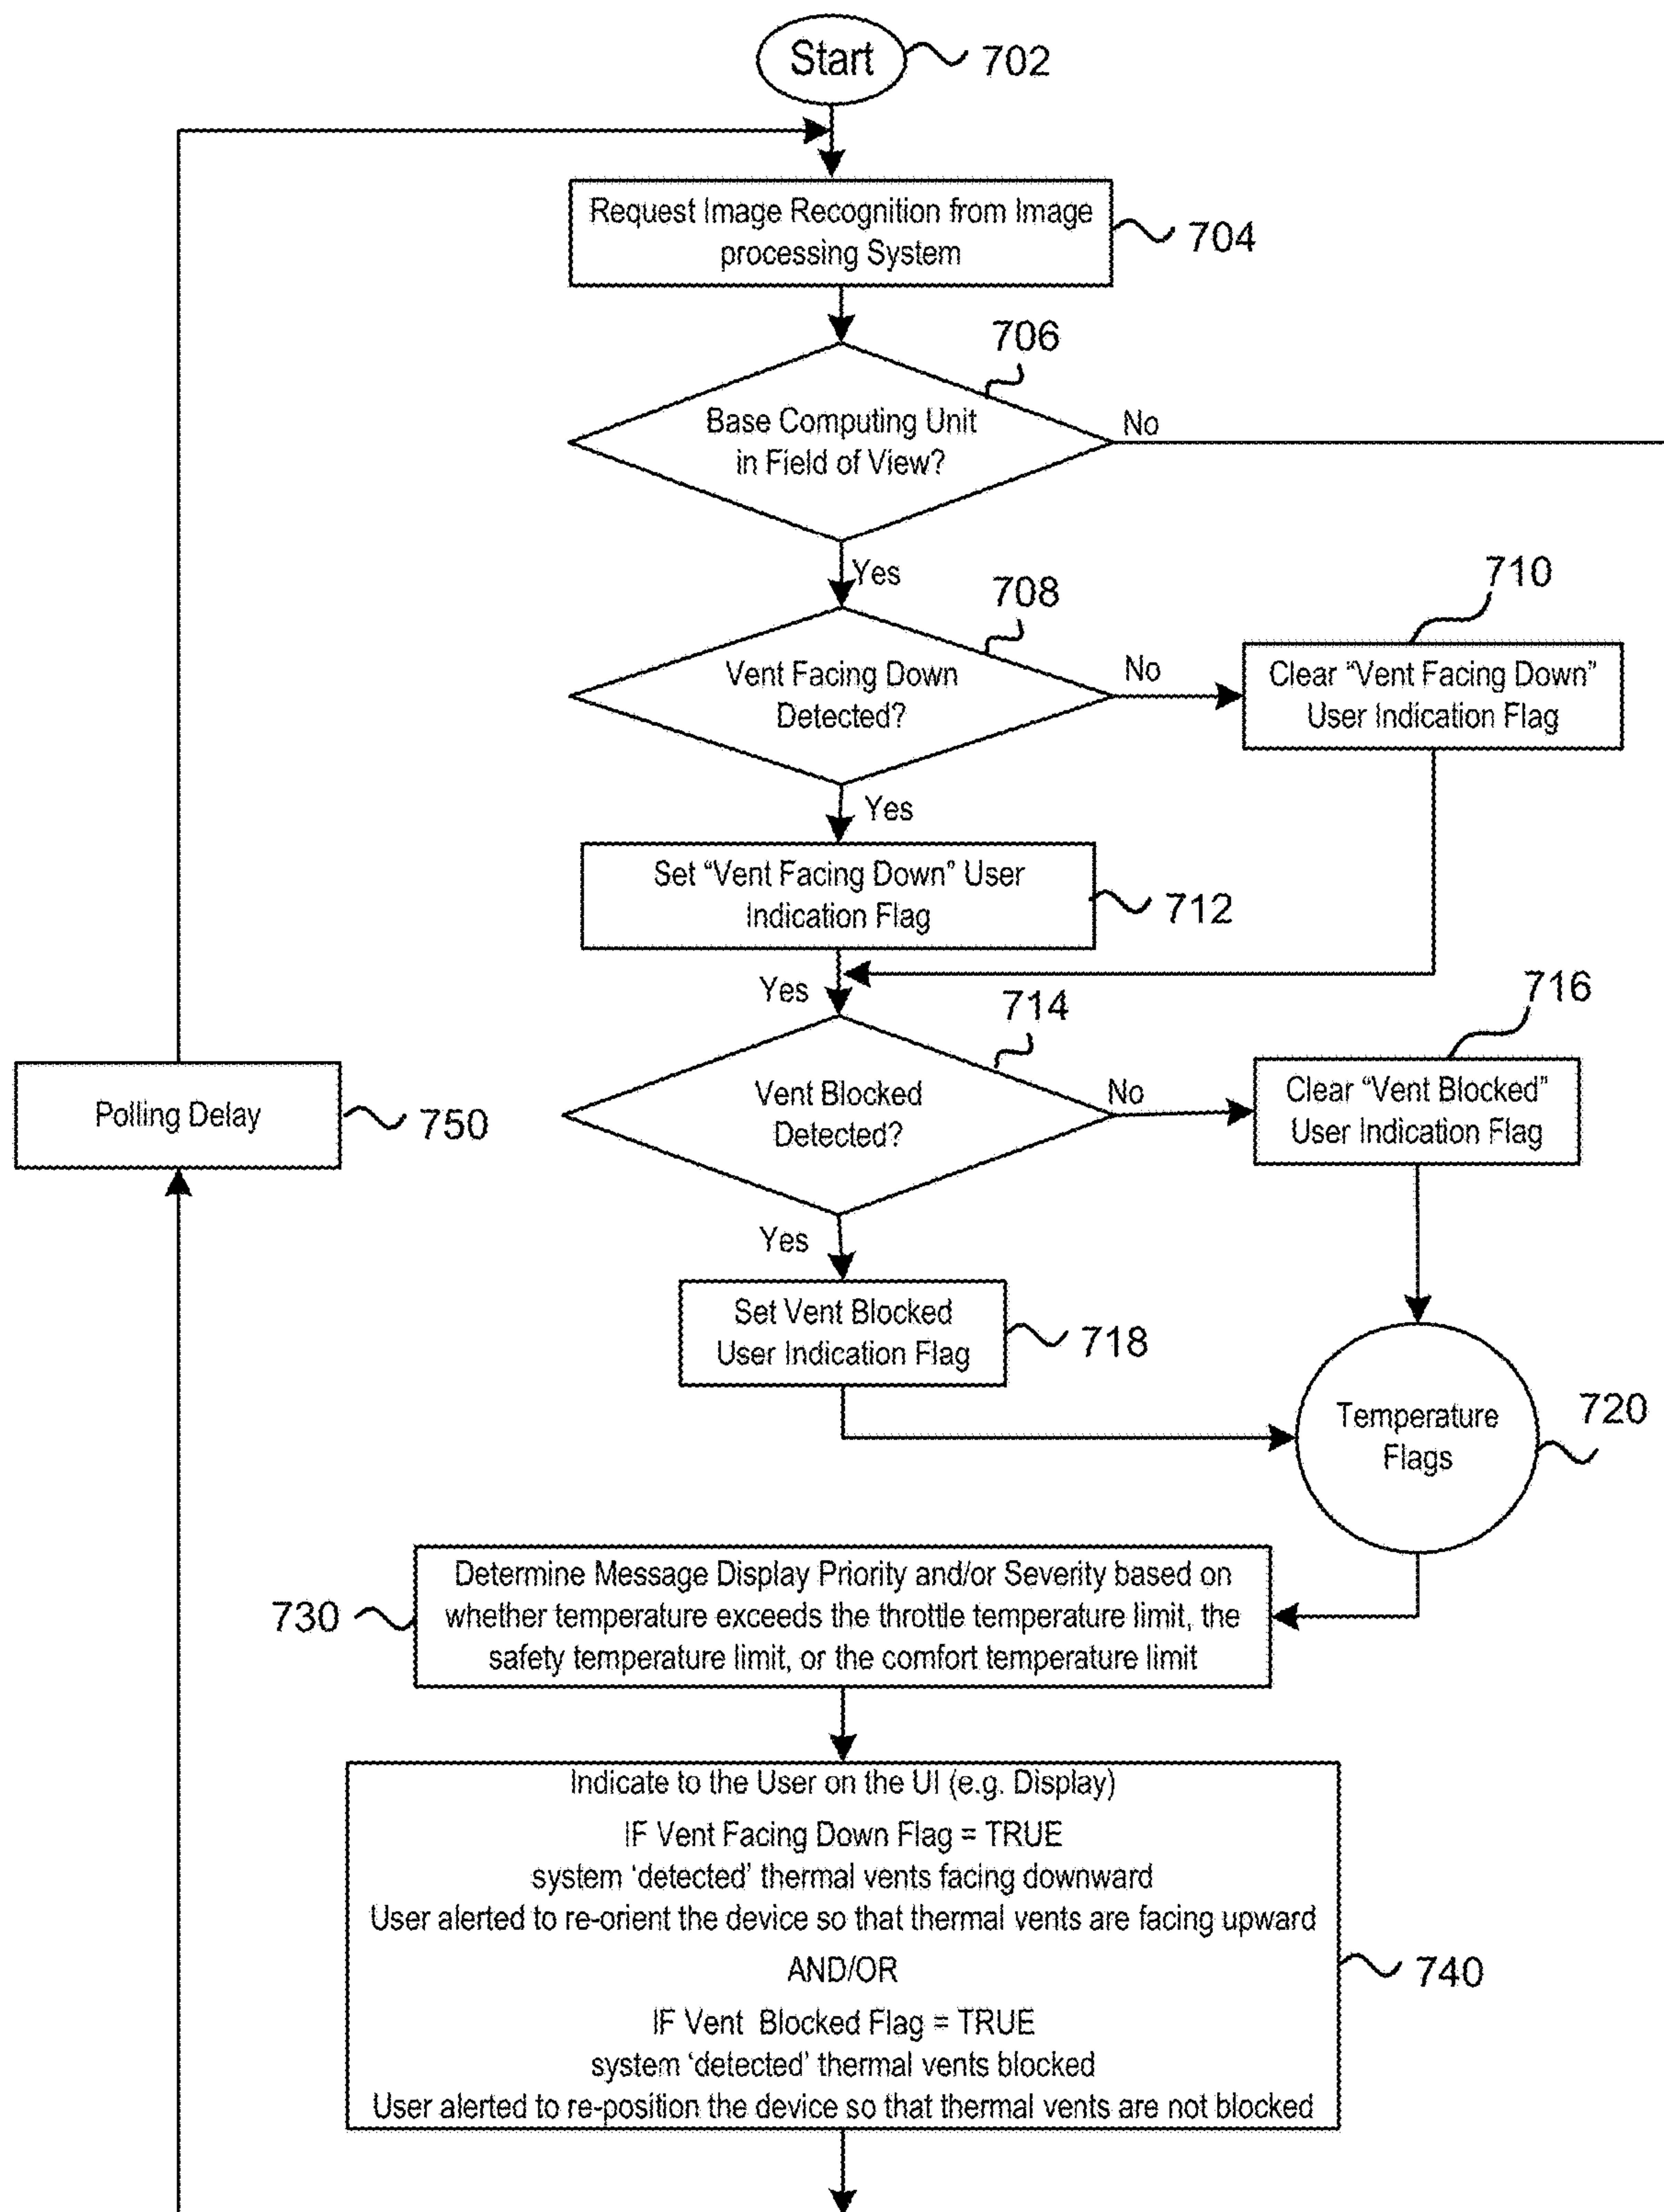 Start
702
Request Image Recognition from Image
processing System
704
706
Base Computing Unit
in Field of View?
No
Yes
708
710
Vent Facing Down
Detected?
No
Clear “Vent Facing Down”
User Indication Flag
Yes
Set “Vent Facing Down” User
Indication Flag
712
Yes
714
716
Polling Delay
750
Vent Blocked
Detected?
No
Clear “Vent Blocked”
User Indication Flag
Yes
Set Vent Blocked
User Indication Flag
718
Temperature
Flags
720
730
Determine Message Display Priority and/or Severity based on
whether temperature exceeds the throttle temperature limit, the
safety temperature limit, or the comfort temperature limit
Indicate to the User on the UI (e.g. Display)
IF Vent Facing Down Flag = TRUE
system ‘detected’ thermal vents facing downward
User alerted to re-orient the device so that thermal vents are facing upward
AND/OR
740
IF Vent Blocked Flag = TRUE
system ‘detected’ thermal vents blocked
User alerted to re-position the device so that thermal vents are not blocked